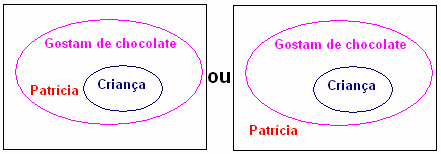 Gostam de chocolate
Patrícia
Criança
ou
Gostam de chocolate
Criança
Patrícia